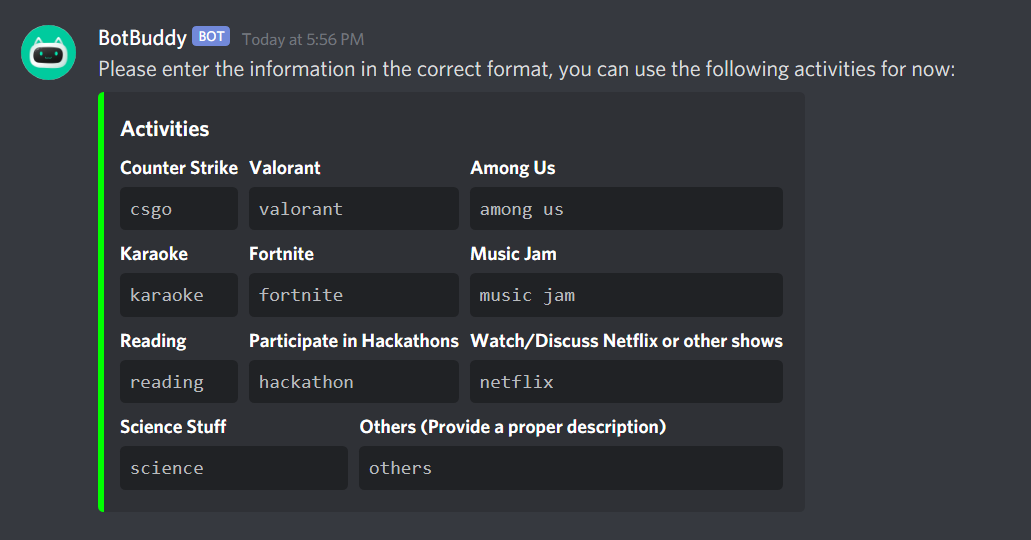 BotBuddy BOT Today at 5:56 PM
Please enter the information in the correct format, you can use the following activities for now:
Activities
Counter Strike Valorant Among Us
csgo valorant among us
Karaoke Fortnite Music Jam
karaoke fortnite music jam
Reading Participate in Hackathons Watch/Discuss Netflix or other shows
reading hackathon netflix
Science Stuff Others (Provide a proper description)
science others